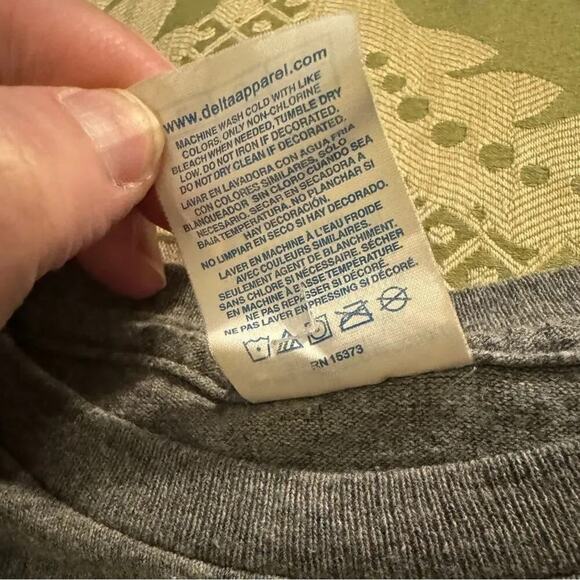 www.deltaapparel.com
MACHINE WASH COLD WITH LIKE
COLORS, ONLY NON-CHLORINE
BLEACH WHEN NEEDED, TUMBLE DRY
LOW. DO NOT IRON IF DECORATED.
DO NOT DRY CLEAN IF DECORATED.
LAVAR EN LAVADORA CON AGUA FRIA
CON COLORES SIMILARES, SÓLO
BLANQUEADOR SIN CLORO CUANDO SEA
NECESARIO. SECAR EN SECADORA A
BAJA TEMPERATURA. NO PLANCHAR SI
HAY DECORACIÓN.
NO LIMPIAR EN SECO SI HAY DECORADO.
LAVER EN MACHINE À L'EAU FROIDE
AVEC COULEURS SIMILAIRES.
SEULEMENT AGENT DE BLANCHIMENT,
SANS CHLORE SI NÉCESSAIRE. SÉCHER
EN MACHINE À BASSE TEMPÉRATURE.
NE PAS REPASSER SI DÉCORÉ.
NE PAS LAVER EN PRESSING SI DÉCORÉ.
RN 15373